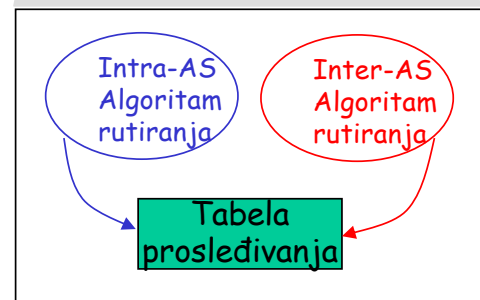 Intra-AS
Algoritam
rutiranja
Inter-AS
Algoritam
rutiranja
Tabela
prosleđivanja